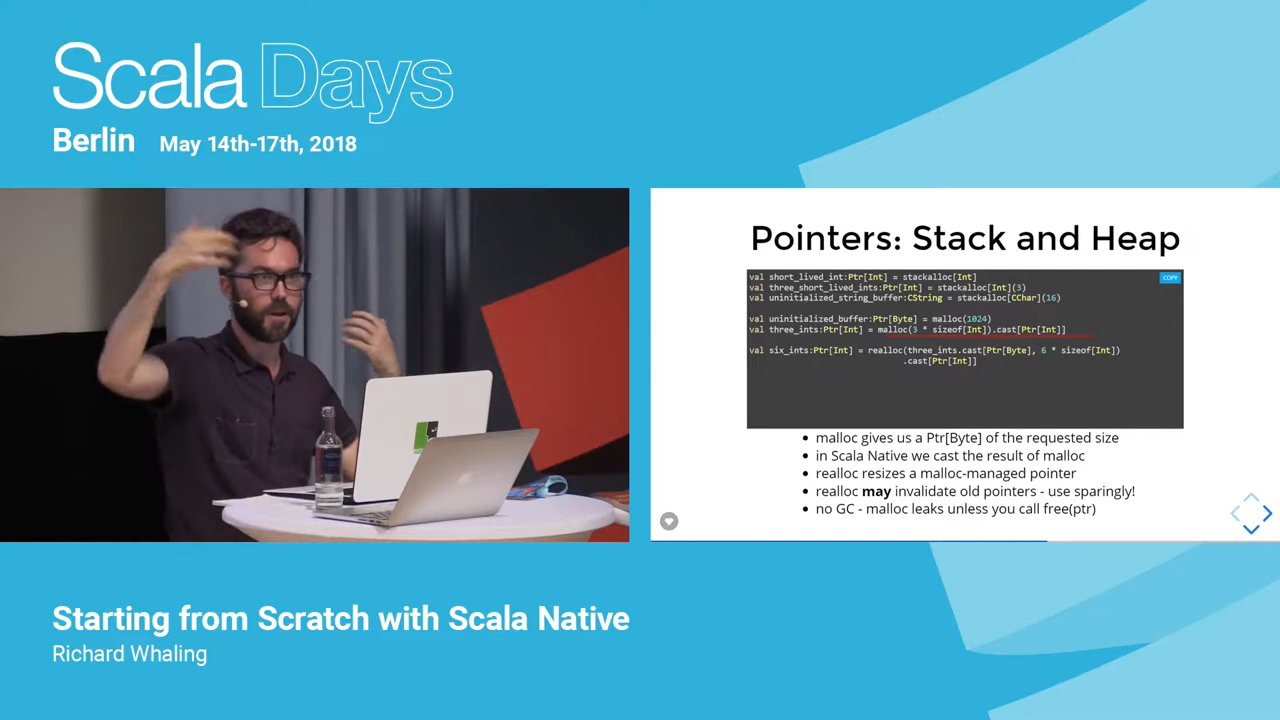 Scala Days
Berlin May 14th-17th, 2018
Pointers: Stack and Heap
val short_lived_int:Ptr[Int] = stackalloc[Int]
COPY
val three_short_lived_ints:Ptr[Int] = stackalloc[Int](3)
val uninitialized_string_buffer:CString = stackalloc[CChar](16)
val uninitialized_buffer:Ptr[Byte] = malloc(1024)
val three_ints:Ptr[Int] = malloc(3 * sizeof[Int]).cast[Ptr[Int]]
val six_ints:Ptr[Int] = realloc(three_ints.cast[Ptr[Byte], 6 * sizeof[Int])
.cast[Ptr[Int]]
• malloc gives us a Ptr[Byte] of the requested size
• in Scala Native we cast the result of malloc
• realloc resizes a malloc-managed pointer
• realloc may invalidate old pointers - use sparingly!
• no GC - malloc leaks unless you call free(ptr)
Starting from Scratch with Scala Native
Richard Whaling